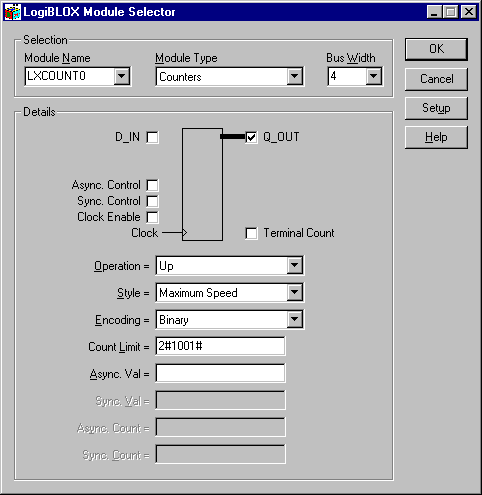 LogiBLOX Module Selector
Selection
Module Name
Module Type
Bus Width
LXCOUNT0
Counters
4
OK
Cancel
Setup
Help
Details
D_IN
Q_OUT
Async. Control
Sync. Control
Clock Enable
Clock
Terminal Count
Operation = Up
Style = Maximum Speed
Encoding = Binary
Count Limit = 2#1001#
Async. Val =
Sync. Val =
Async. Count =
Sync. Count =